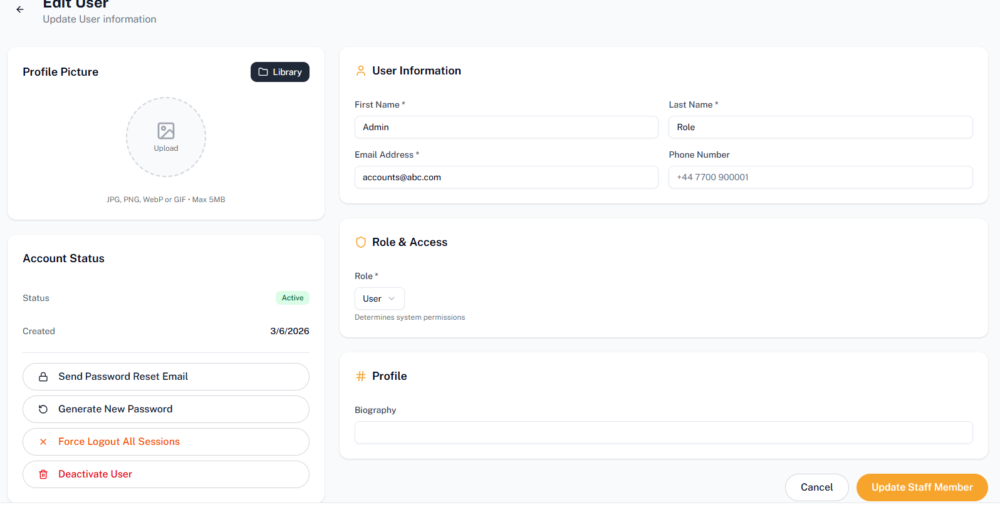 Edit User
Update User information
Profile Picture
Library
Upload
JPG, PNG, WebP or GIF • Max 5MB
Account Status
Status
Active
Created
3/6/2026
Send Password Reset Email
Generate New Password
Force Logout All Sessions
Deactivate User
User Information
First Name *
Last Name *
Admin
Role
Email Address *
Phone Number
accounts@abc.com
+44 7700 900001
Role & Access
Role *
User
Determines system permissions
Profile
Biography
Cancel
Update Staff Member